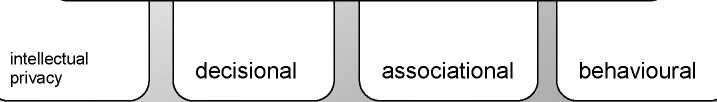 intellectual
privacy
decisional
associational
behavioural